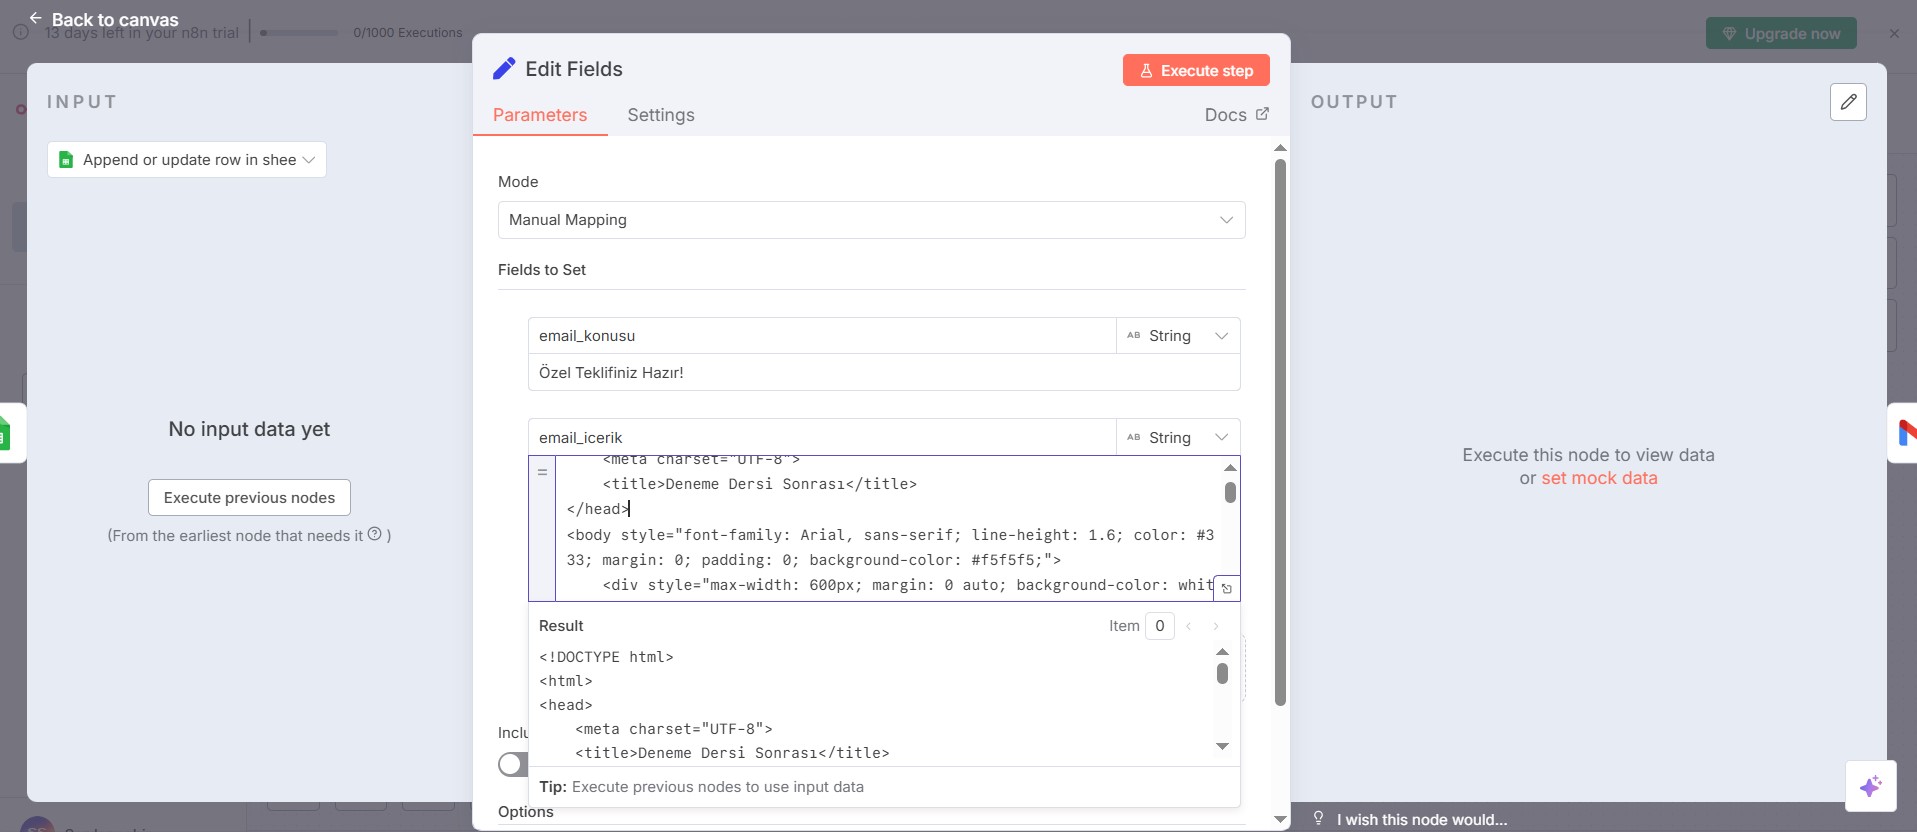 Back to canvas
13 days left in your n8n trial
0/1000 Executions
Upgrade now
INPUT
Append or update row in shee
No input data yet
Execute previous nodes
(From the earliest node that needs it ? )
Edit Fields
Execute step
Parameters
Settings
Docs
Mode
Manual Mapping
Fields to Set
email_konusu
AB String
Özel Teklifiniz Hazır!
email_icerik
AB String
=
<meta charset="UTF-8">
<title>Deneme Dersi Sonrası</title>
</head>
<body style="font-family: Arial, sans-serif; line-height: 1.6; color: #3
33; margin: 0; padding: 0; background-color: #f5f5f5;">
<div style="max-width: 600px; margin: 0 auto; background-color: whit
Result
Item 0
<!DOCTYPE html>
<html>
<head>
<meta charset="UTF-8">
<title>Deneme Dersi Sonrası</title>
Inclu
Tip: Execute previous nodes to use input data
Options
OUTPUT
Execute this node to view data
or set mock data
I wish this node would...